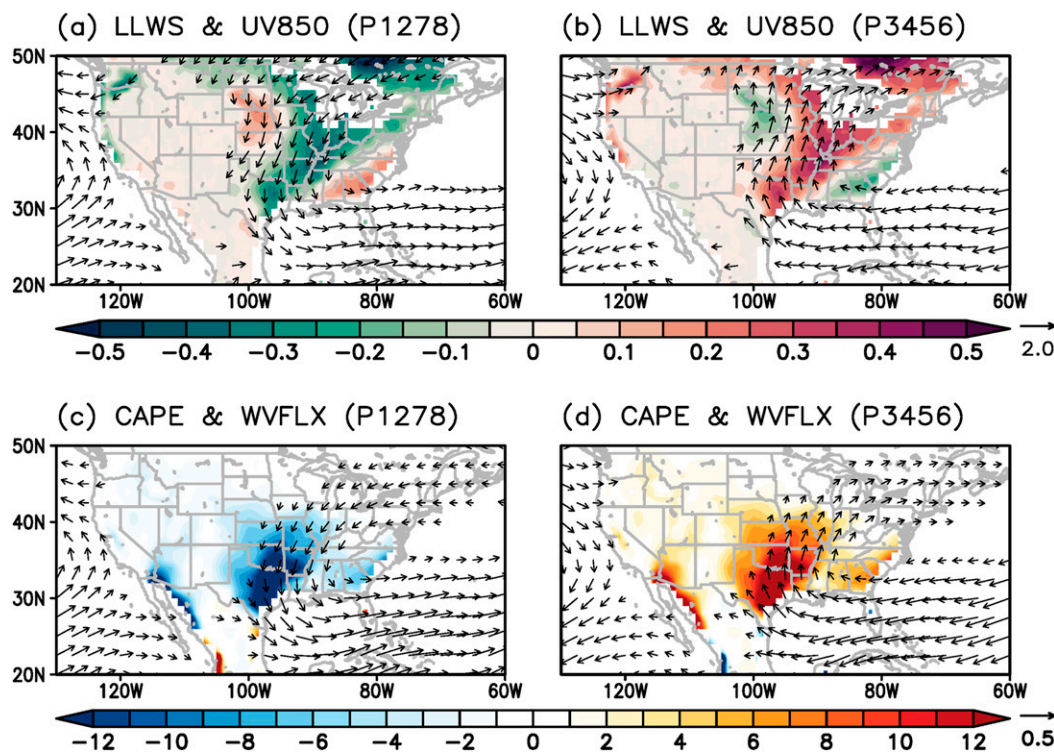 (a) LLWS & UV850 (P1278)
(b) LLWS & UV850 (P3456)
50N
40N
30N
20N
120W 100W 80W 60W
120W 100W 80W 60W
−0.5 −0.4 −0.3 −0.2 −0.1 0 0.1 0.2 0.3 0.4 0.5
2.0
(c) CAPE & WVFLX (P1278)
(d) CAPE & WVFLX (P3456)
50N
40N
30N
20N
120W 100W 80W 60W
120W 100W 80W 60W
−12 −10 −8 −6 −4 −2 0 2 4 6 8 10 12
0.5